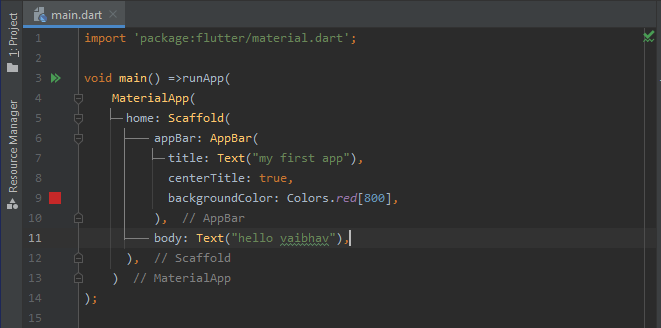 main.dart
1: Project
Resource Manager
1 import 'package:flutter/material.dart';
2
3 void main() =>runApp(
4 MaterialApp(
5 home: Scaffold(
6 appBar: AppBar(
7 title: Text("my first app"),
8 centerTitle: true,
9 backgroundColor: Colors.red[800],
10 ), // AppBar
11 body: Text("hello vaibhav"),
12 ), // Scaffold
13 ) // MaterialApp
14 );
15